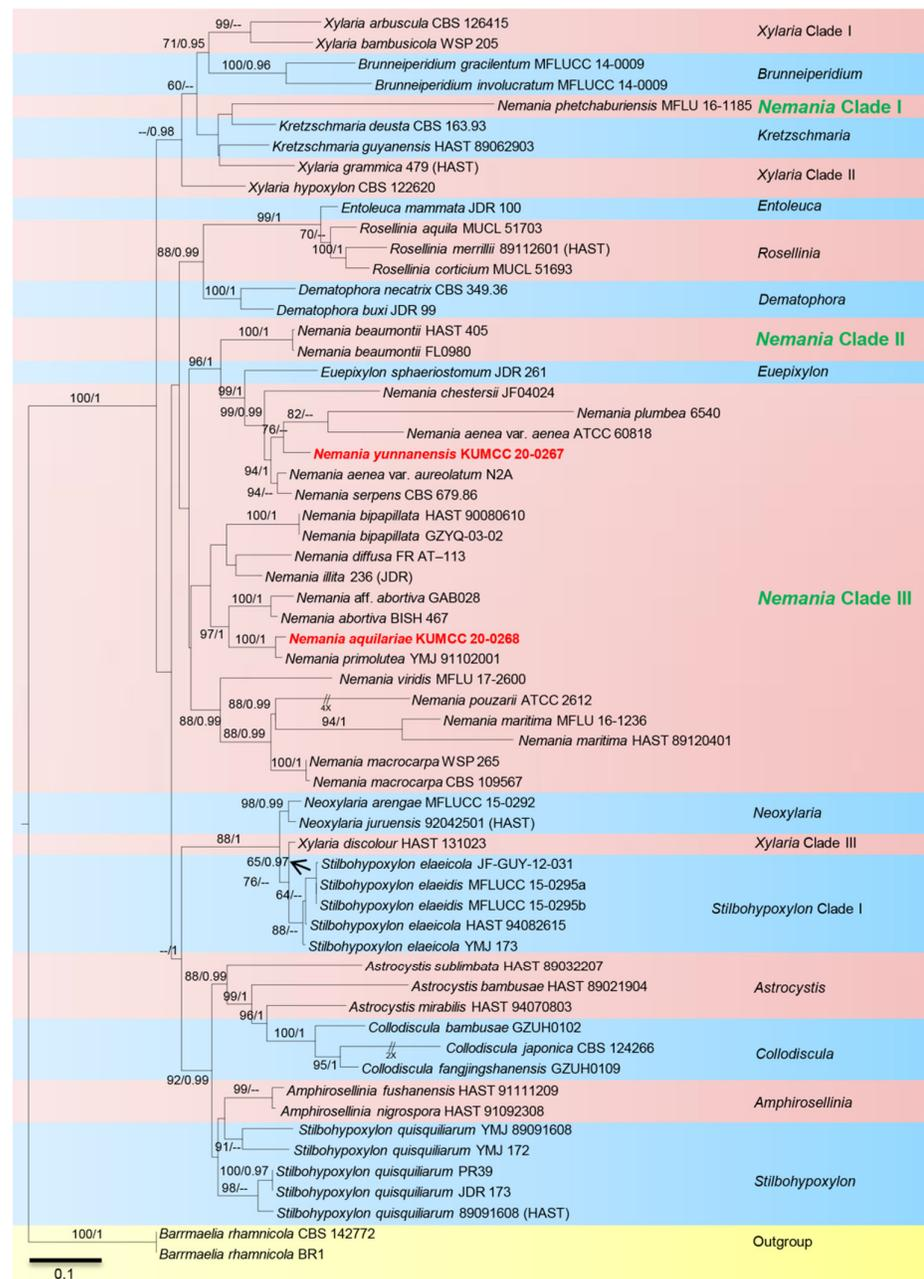 99/--
Xylaria arbuscula CBS 126415
Xylaria bambusicola WSP 205
Xylaria Clade I
71/0.95
100/0.96
Brunneiperidium gracilentum MFLUCC 14-0009
Brunneiperidium involucratum MFLUCC 14-0009
Brunneiperidium
60/--
Nemania phetchaburiensis MFLU 16-1185
Nemania Clade I
--/0.98
Kretzschmaria deusta CBS 163.93
Kretzschmaria guyanensis HAST 89062903
Kretzschmaria
Xylaria grammica 479 (HAST)
Xylaria hypoxylon CBS 122620
Xylaria Clade II
Entoleuca mammata JDR 100
Entoleuca
99/1
70/--
Rosellinia aquila MUCL 51703
100/1
Rosellinia merrillii 89112601 (HAST)
Rosellinia corticium MUCL 51693
Rosellinia
88/0.99
100/1
Dematophora necatrix CBS 349.36
Dematophora buxi JDR 99
Dematophora
100/1
Nemania beaumontii HAST 405
Nemania beaumontii FL0980
Nemania Clade II
96/1
Euepixylon sphaeriostomum JDR 261
Euepixylon
99/1
Nemania chestersii JF04024
100/1
99/0.99
82/--
Nemania plumbea 6540
76/--
Nemania aenea var. aenea ATCC 60818
Nemania yunnanensis KUMCC 20-0267
94/1
Nemania aenea var. aureolatum N2A
94/--
Nemania serpens CBS 679.86
100/1
Nemania bipapillata HAST 90080610
Nemania bipapillata GZYQ-03-02
Nemania diffusa FR AT–113
Nemania illita 236 (JDR)
100/1
Nemania aff. abortiva GAB028
Nemania abortiva BISH 467
Nemania Clade III
97/1
100/1
Nemania aquilariae KUMCC 20-0268
Nemania primolutea YMJ 91102001
Nemania viridis MFLU 17-2600
88/0.99
88/0.99
4X
Nemania pouzarii ATCC 2612
88/0.99
94/1
Nemania maritima MFLU 16-1236
Nemania maritima HAST 89120401
100/1
Nemania macrocarpa WSP 265
Nemania macrocarpa CBS 109567
98/0.99
Neoxylaria arengae MFLUCC 15-0292
Neoxylaria juruensis 92042501 (HAST)
Neoxylaria
88/1
Xylaria discolour HAST 131023
Xylaria Clade III
65/0.97
Stilbohypoxylon elaeicola JF-GUY-12-031
76/--
Stilbohypoxylon elaeidis MFLUCC 15-0295a
64/--
Stilbohypoxylon elaeidis MFLUCC 15-0295b
Stilbohypoxylon Clade I
88/--
Stilbohypoxylon elaeicola HAST 94082615
Stilbohypoxylon elaeicola YMJ 173
--/1
Astrocystis sublimbata HAST 89032207
88/0.99
99/1
Astrocystis bambusae HAST 89021904
Astrocystis
96/1
Astrocystis mirabilis HAST 94070803
100/1
Collodiscula bambusae GZUH0102
2X
Collodiscula japonica CBS 124266
95/1
Collodiscula fangjingshanensis GZUH0109
Collodiscula
92/0.99
99/--
Amphirosellinia fushanensis HAST 91111209
Amphirosellinia nigrospora HAST 91092308
Amphirosellinia
Stilbohypoxylon quisquiliarum YMJ 89091608
91/--
Stilbohypoxylon quisquiliarum YMJ 172
100/0.97
Stilbohypoxylon quisquiliarum PR39
98/--
Stilbohypoxylon quisquiliarum JDR 173
Stilbohypoxylon quisquiliarum 89091608 (HAST)
Stilbohypoxylon
100/1
Barrmaelia rhamnicola CBS 142772
Barrmaelia rhamnicola BR1
Outgroup
0.1